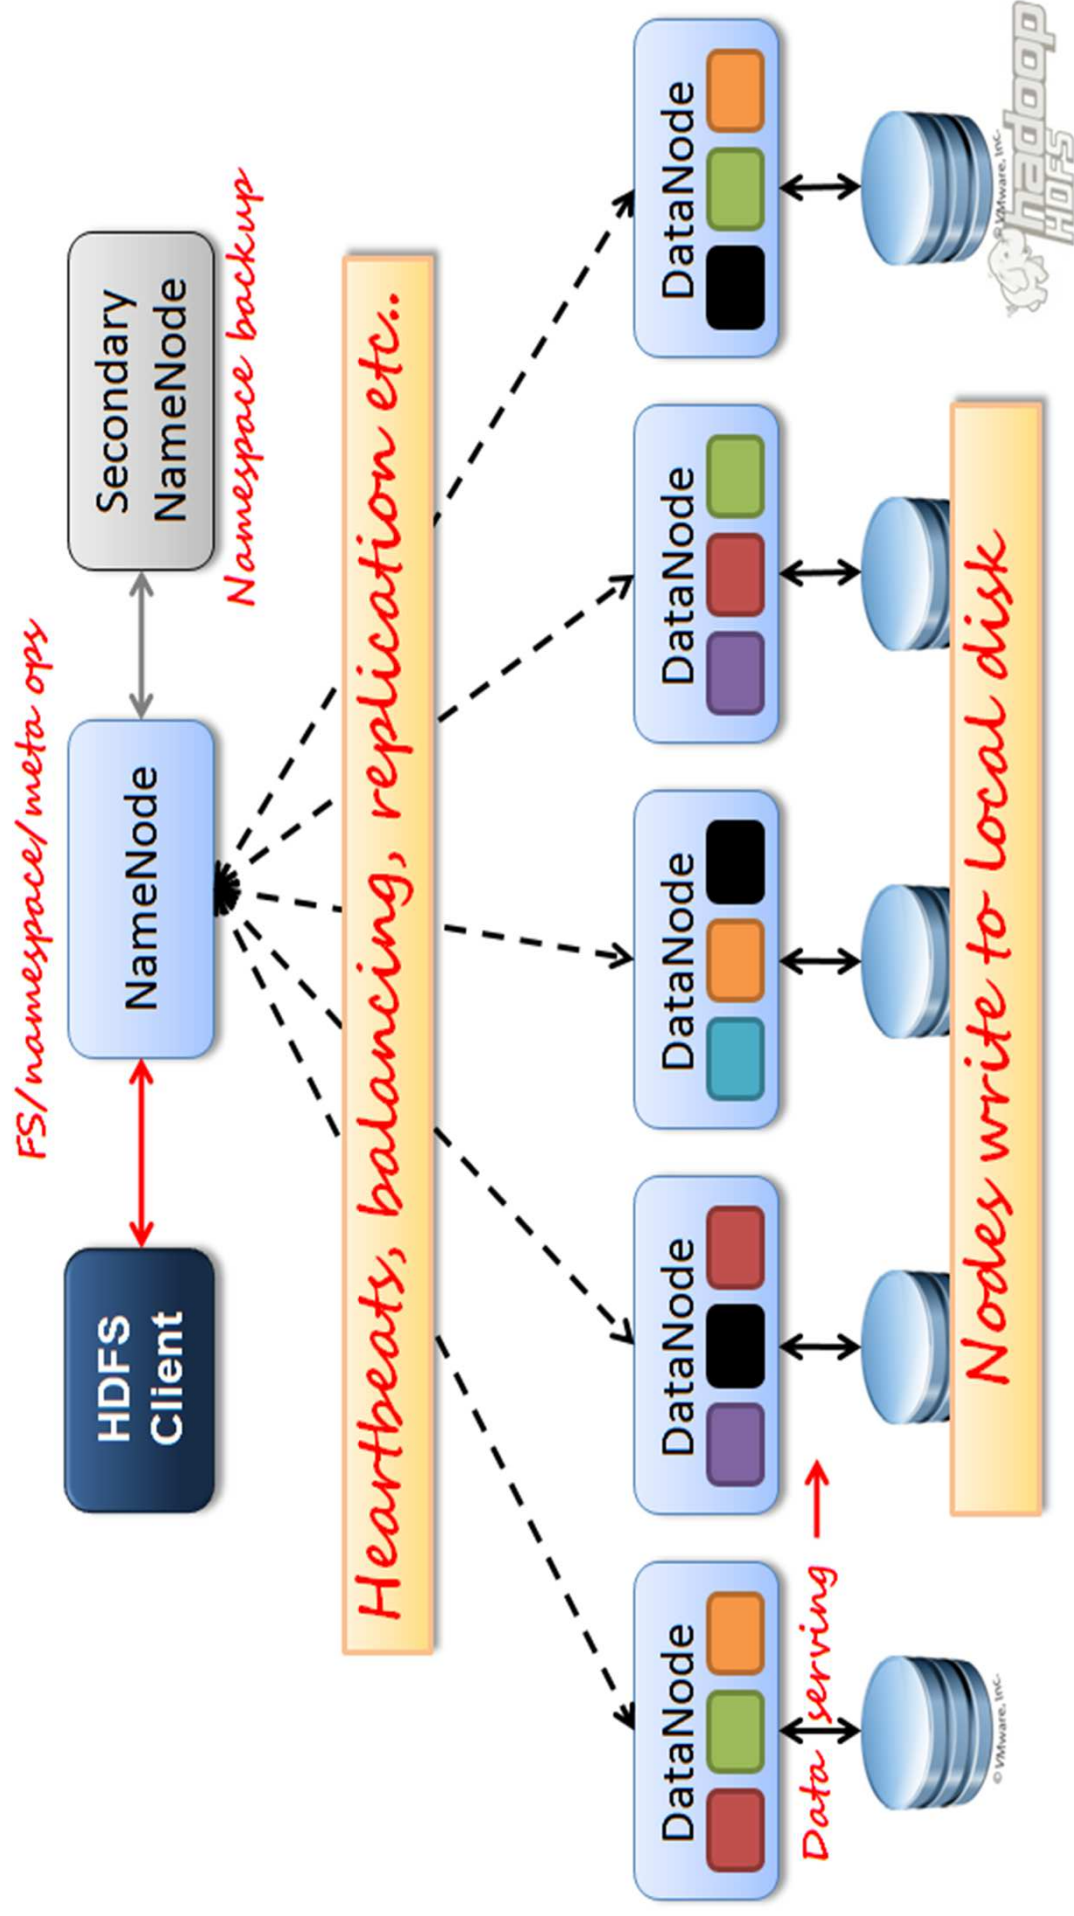 FS/namespace/meta ops
HDFS
Client
NameNode
Secondary
NameNode
Namespace backup
Heartbeats, balancing, replication etc..
DataNode
DataNode
DataNode
DataNode
DataNode
Data serving
Nodes write to local disk
© VMware, Inc.
© VMware, Inc.
hadoop
HDFS